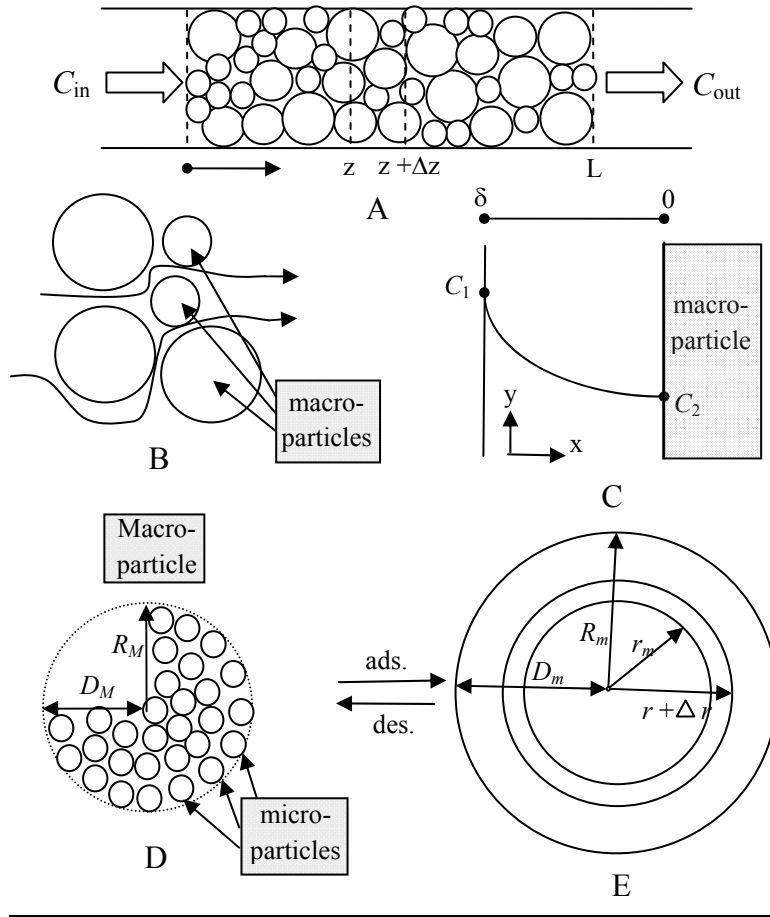 C_in
C_out
z
z +Δz
L
A
δ
0
C_1
macro-
particle
C_2
y
x
C
macro-
particles
B
Macro-
particle
R_M
D_M
micro-
particles
D
ads.
des.
R_m
r_m
D_m
r + Δ r
E